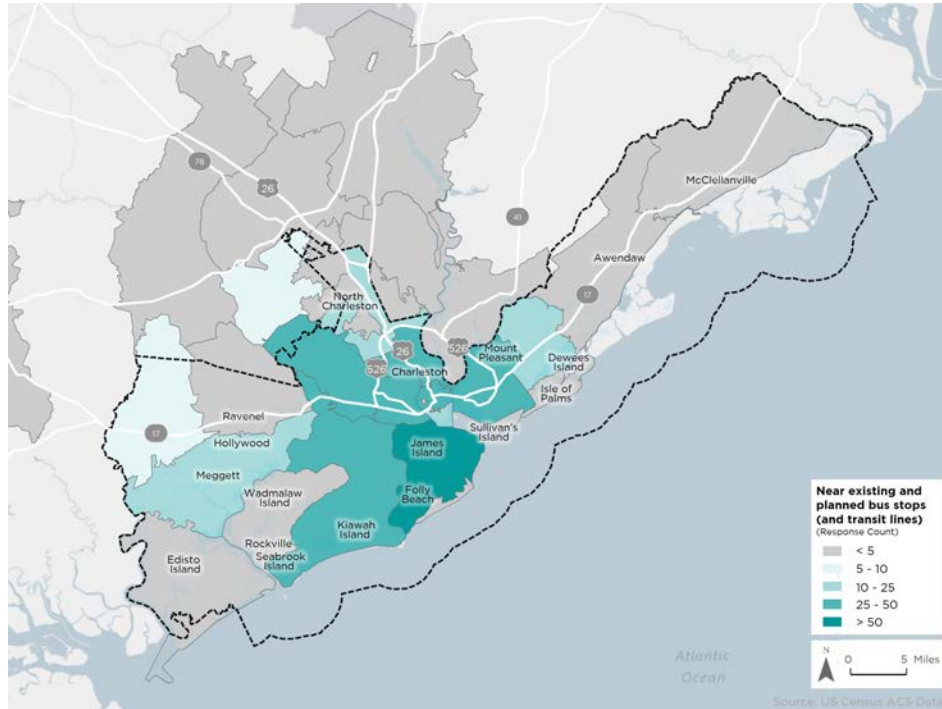 78
26
41
McClellanville
Awendaw
17
North
Charleston
526
26
526
Mount
Pleasant
Dewees
Island
Charleston
Isle of
Palms
Ravenel
Sullivan's
Island
17
Hollywood
James
Island
Meggett
Wadmalaw
Island
Folly
Beach
Kiawah
Island
Rockville
Seabrook
Island
Edisto
Island
Near existing and
planned bus stops
(and transit lines)
(Response Count)
< 5
5 - 10
10 - 25
25 - 50
> 50
N
0 5 Miles
Atlantic
Ocean
Source: US Census ACS Data